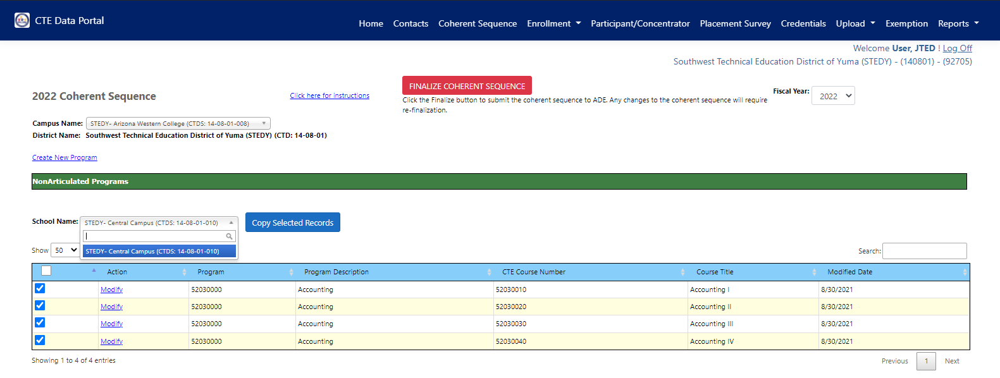 CTE Data Portal
Home Contacts Coherent Sequence Enrollment Participant/Concentrator Placement Survey Credentials Upload Exemption Reports
Welcome User, JTED ! Log Off
Southwest Technical Education District of Yuma (STEDY) - (140801) - (92705)
2022 Coherent Sequence
Click here for instructions
FINALIZE COHERENT SEQUENCE
Click the Finalize button to submit the coherent sequence to ADE. Any changes to the coherent sequence will require
re-finalization.
Fiscal Year: 2022
Campus Name: STEDY- Arizona Western College (CTDS: 14-08-01-008)
District Name: Southwest Technical Education District of Yuma (STEDY) (CTD: 14-08-01)
Create New Program
NonArticulated Programs
School Name: STEDY- Central Campus (CTDS: 14-08-01-010) Copy Selected Records
STEDY- Central Campus (CTDS: 14-08-01-010)
Show 50 Search:
Action Program Program Description CTE Course Number Course Title Modified Date
Modify 52030000 Accounting 52030010 Accounting I 8/30/2021
Modify 52030000 Accounting 52030020 Accounting II 8/30/2021
Modify 52030000 Accounting 52030030 Accounting III 8/30/2021
Modify 52030000 Accounting 52030040 Accounting IV 8/30/2021
Showing 1 to 4 of 4 entries
Previous 1 Next